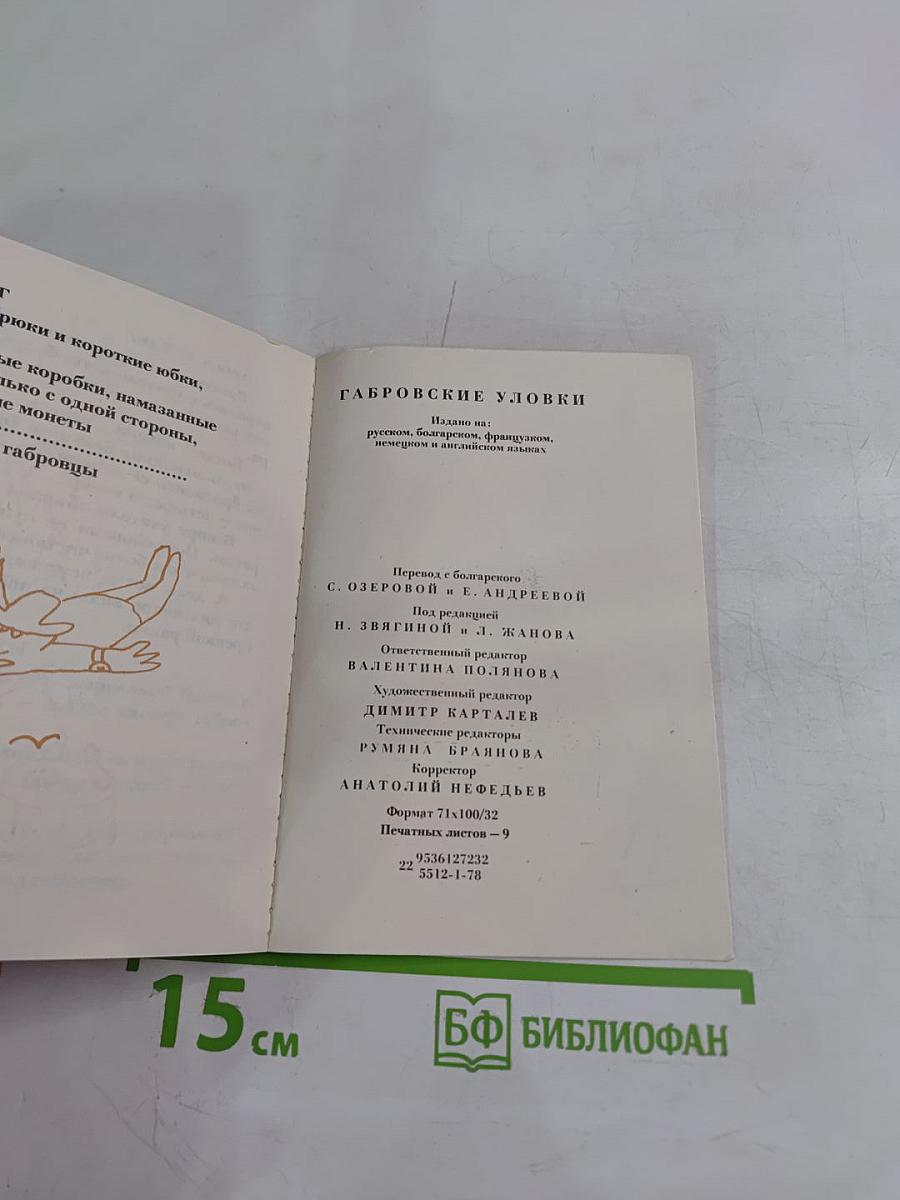 рюки и короткие юбки,
ые коробки, намазанные
лько с одной стороны,
ие монеты
габровцы
ГАБРОВСКИЕ УЛОВКИ
Издано на:
русском, болгарском, французком,
немецком и английском языках
Перевод с болгарского
С. ОЗЕРОВОЙ и Е. АНДРЕЕВОЙ
Под редакцией
Н. ЗВЯГИНОЙ и Л. ЖАНОВА
Ответственный редактор
ВАЛЕНТИНА ПОЛЯНОВА
Художественный редактор
ДИМИТР КАРТАЛЕВ
Технические редакторы
РУМЯНА БРАЯНОВА
Корректор
АНАТОЛИЙ НЕФЕДЬЕВ
Формат 71х100/32
Печатных листов — 9
22 9536127232
5512-1-78
15 см
БФ БИБЛИОФАН